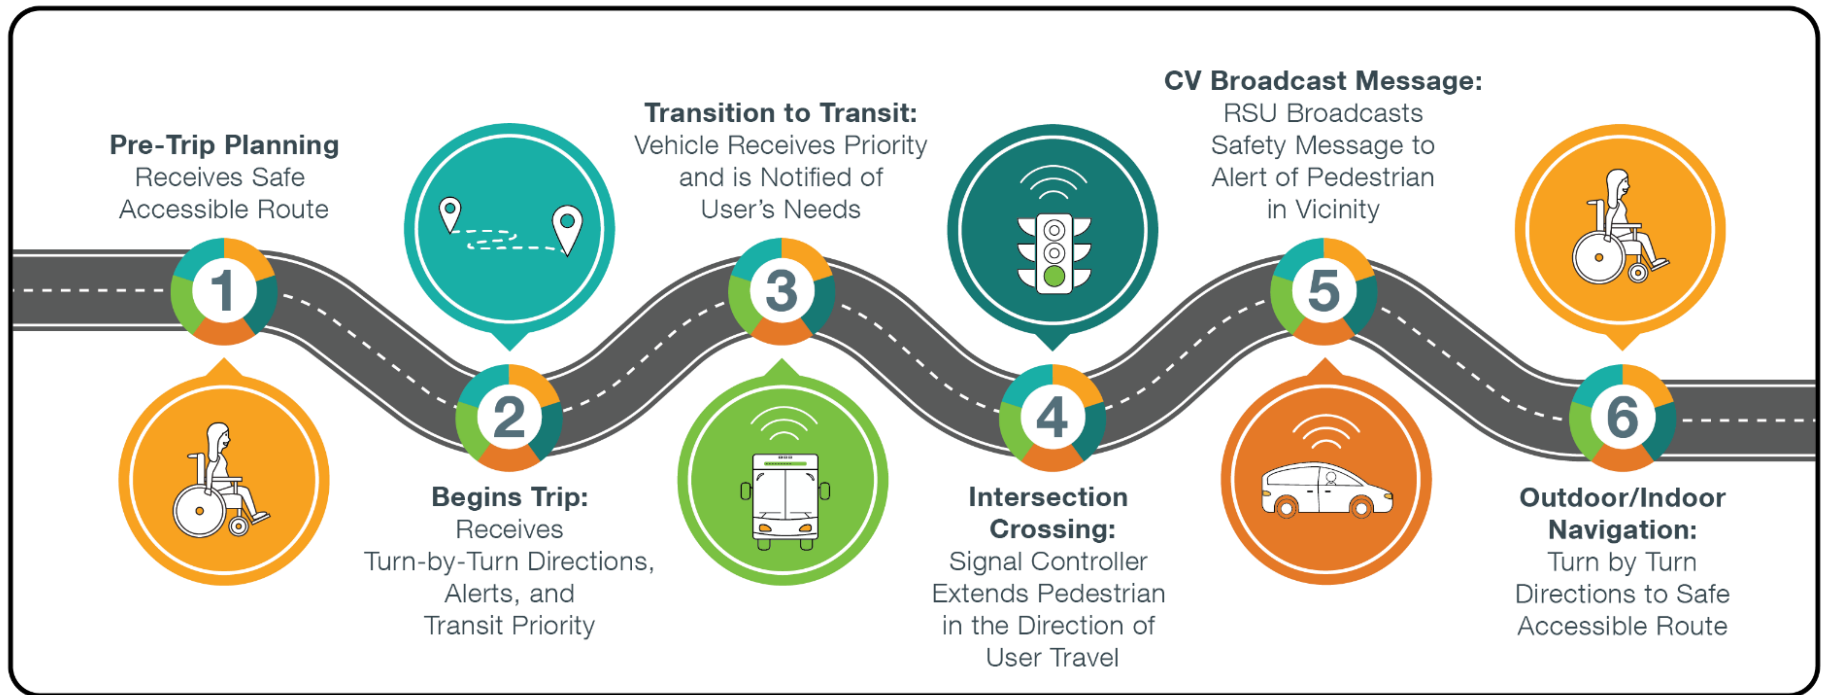 Pre-Trip Planning
Receives Safe
Accessible Route
1
2
Begins Trip:
Receives
Turn-by-Turn Directions,
Alerts, and
Transit Priority
Transition to Transit:
Vehicle Receives Priority
and is Notified of
User's Needs
3
4
Intersection
Crossing:
Signal Controller
Extends Pedestrian
in the Direction of
User Travel
CV Broadcast Message:
RSU Broadcasts
Safety Message to
Alert of Pedestrian
in Vicinity
5
6
Outdoor/Indoor
Navigation:
Turn by Turn
Directions to Safe
Accessible Route